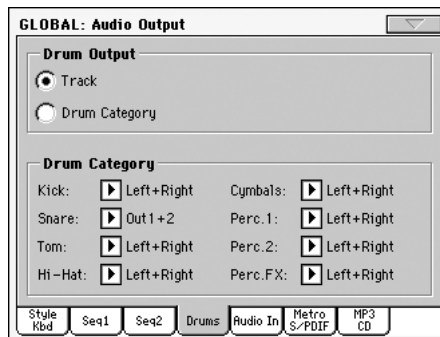 GLOBAL: Audio Output
Drum Output
Track
Drum Category
Drum Category
Kick: Left+Right Cymbals: Left+Right
Snare: Out1+2 Perc.1: Left+Right
Tom: Left+Right Perc.2: Left+Right
Hi-Hat: Left+Right Perc.FX: Left+Right
Style Kbd Seq1 Seq2 Drums Audio In Metro S/PDIF MP3 CD